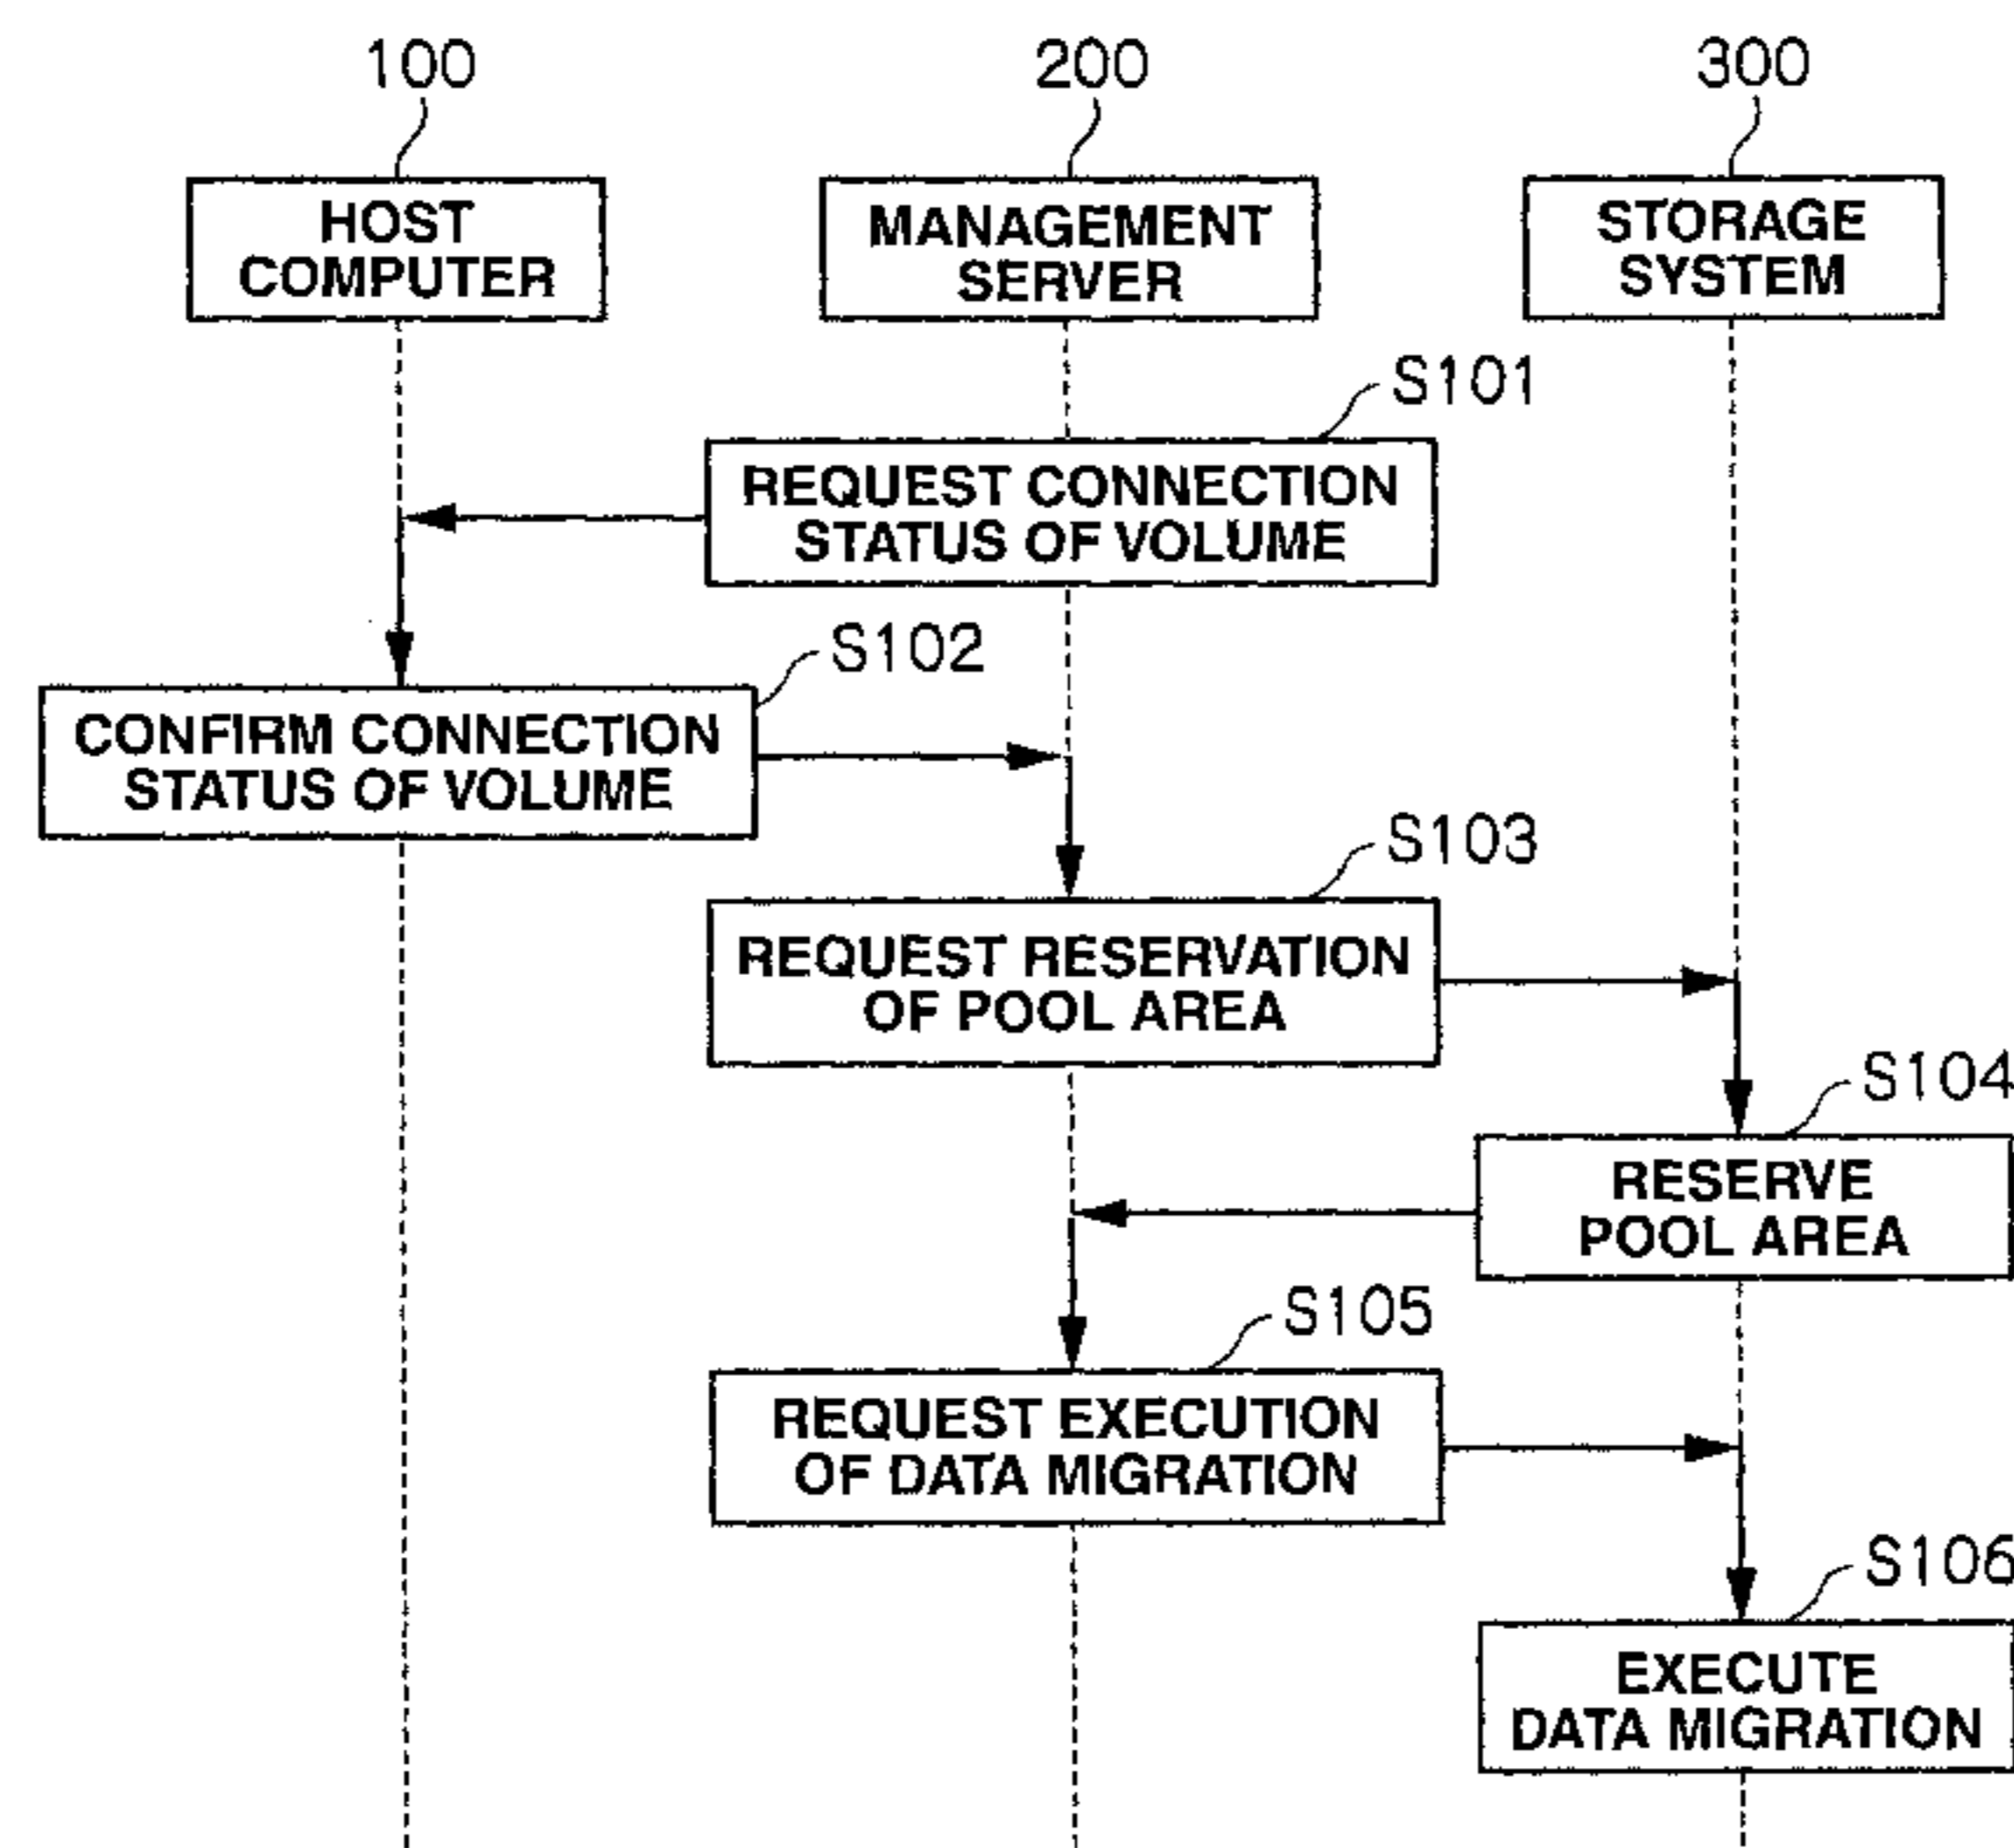 100
200
300
HOST
COMPUTER
MANAGEMENT
SERVER
STORAGE
SYSTEM
S101
REQUEST CONNECTION
STATUS OF VOLUME
S102
CONFIRM CONNECTION
STATUS OF VOLUME
S103
REQUEST RESERVATION
OF POOL AREA
S104
RESERVE
POOL AREA
S105
REQUEST EXECUTION
OF DATA MIGRATION
S106
EXECUTE
DATA MIGRATION